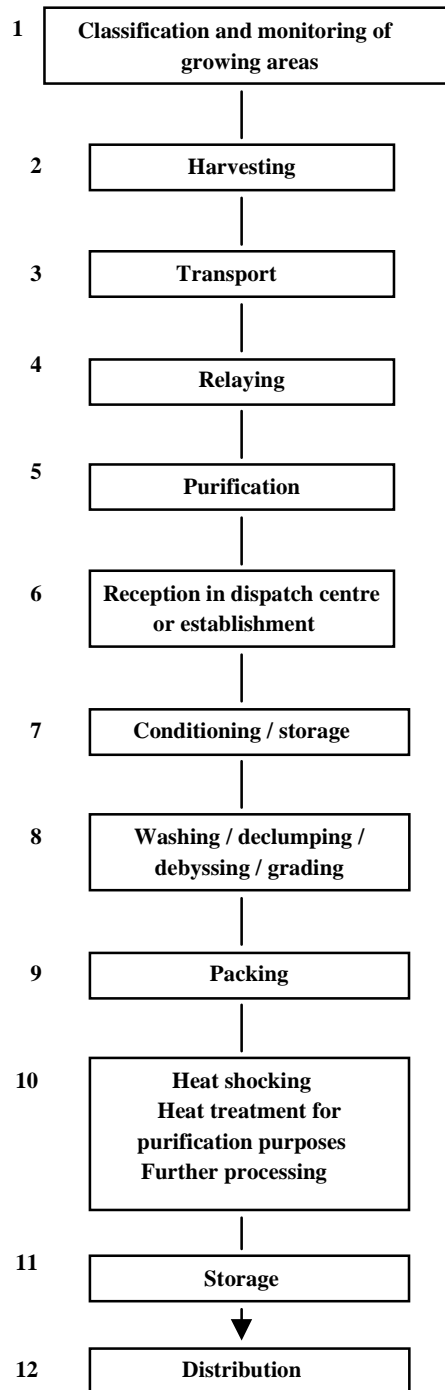 1 Classification and monitoring of
growing areas
2 Harvesting
3 Transport
4 Relaying
5 Purification
6 Reception in dispatch centre
or establishment
7 Conditioning / storage
8 Washing / declumping /
debyssing / grading
9 Packing
10 Heat shocking
Heat treatment for
purification purposes
Further processing
11 Storage
12 Distribution